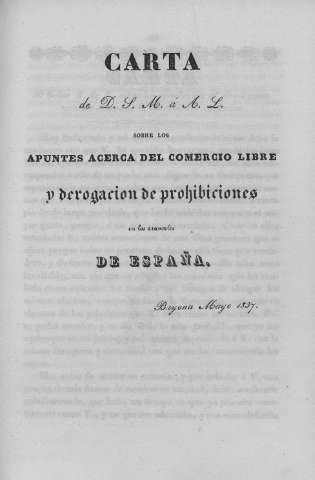 CARTA
de D. S. M. á A. L.
SOBRE LOS
APUNTES ACERCA DEL COMERCIO LIBRE
y derogacion de prohibiciones
en los aranceles
DE ESPAÑA.
Bayona Mayo 1837.